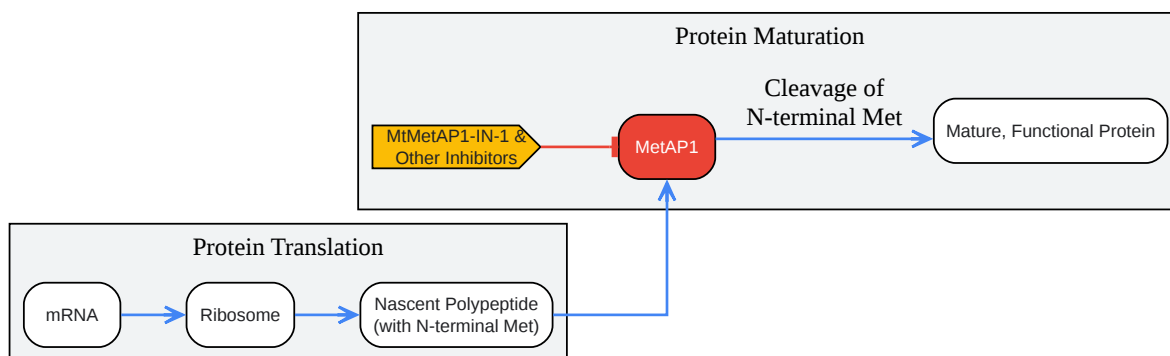 Protein Maturation
Cleavage of
N-terminal Met
MtMetAP1-IN-1 &
Other Inhibitors
MetAP1
Mature, Functional Protein
Protein Translation
mRNA
Ribosome
Nascent Polypeptide
(with N-terminal Met)